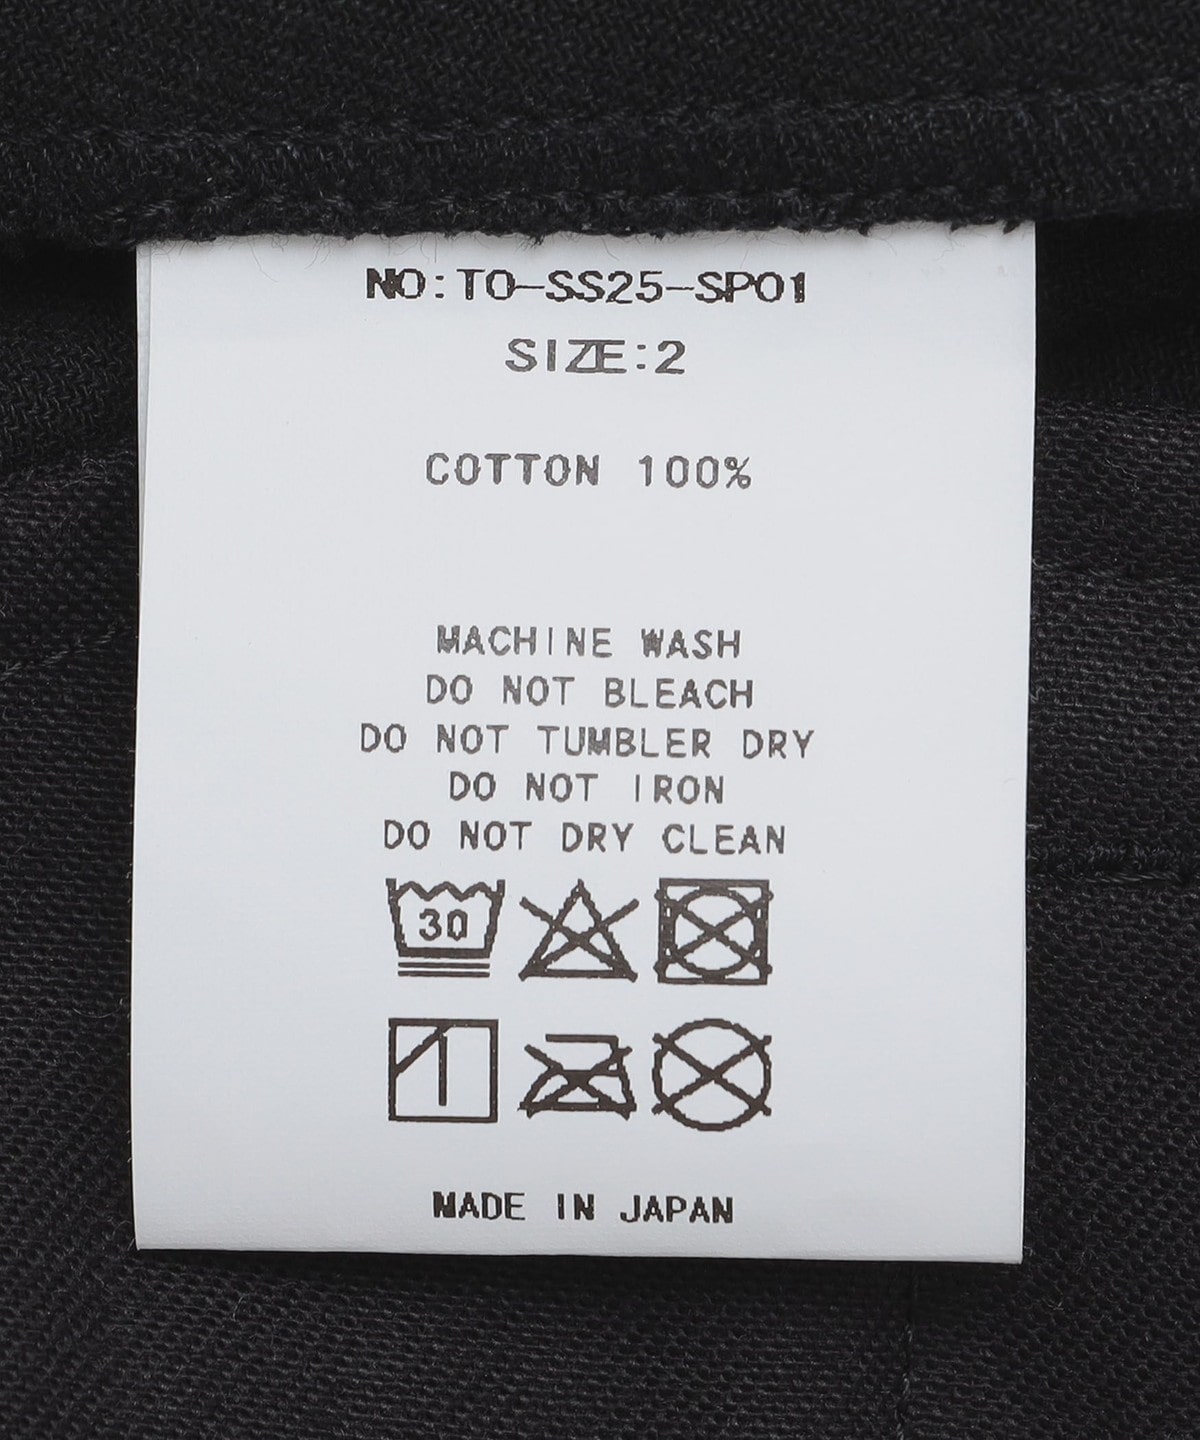 NO:TO-SS25-SP01
SIZE:2
COTTON 100%
MACHINE WASH
DO NOT BLEACH
DO NOT TUMBLER DRY
DO NOT IRON
DO NOT DRY CLEAN
30
MADE IN JAPAN